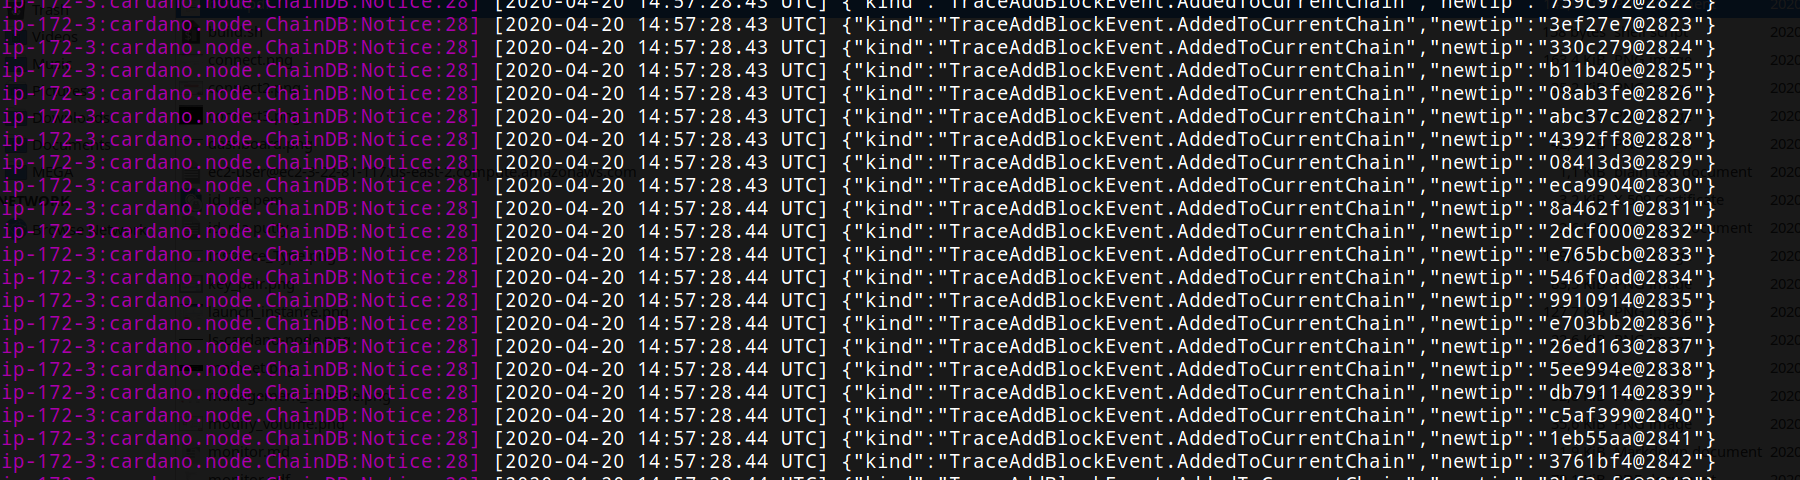 ip-172-3:cardano.node.ChainDB:Notice:28] [2020-04-20 14:57:28.43 UTC] {"kind":"TraceAddBlockEvent.AddedToCurrentChain","newtip":"759c972@2822"}
ip-172-3:cardano.node.ChainDB:Notice:28] [2020-04-20 14:57:28.43 UTC] {"kind":"TraceAddBlockEvent.AddedToCurrentChain","newtip":"3ef27e7@2823"}
ip-172-3:cardano.node.ChainDB:Notice:28] [2020-04-20 14:57:28.43 UTC] {"kind":"TraceAddBlockEvent.AddedToCurrentChain","newtip":"330c279@2824"}
ip-172-3:cardano.node.ChainDB:Notice:28] [2020-04-20 14:57:28.43 UTC] {"kind":"TraceAddBlockEvent.AddedToCurrentChain","newtip":"b11b40e@2825"}
ip-172-3:cardano.node.ChainDB:Notice:28] [2020-04-20 14:57:28.43 UTC] {"kind":"TraceAddBlockEvent.AddedToCurrentChain","newtip":"08ab3fe@2826"}
ip-172-3:cardano.node.ChainDB:Notice:28] [2020-04-20 14:57:28.43 UTC] {"kind":"TraceAddBlockEvent.AddedToCurrentChain","newtip":"abc37c2@2827"}
ip-172-3:cardano.node.ChainDB:Notice:28] [2020-04-20 14:57:28.43 UTC] {"kind":"TraceAddBlockEvent.AddedToCurrentChain","newtip":"4392ff8@2828"}
ip-172-3:cardano.node.ChainDB:Notice:28] [2020-04-20 14:57:28.43 UTC] {"kind":"TraceAddBlockEvent.AddedToCurrentChain","newtip":"08413d3@2829"}
ip-172-3:cardano.node.ChainDB:Notice:28] [2020-04-20 14:57:28.43 UTC] {"kind":"TraceAddBlockEvent.AddedToCurrentChain","newtip":"eca9904@2830"}
ip-172-3:cardano.node.ChainDB:Notice:28] [2020-04-20 14:57:28.44 UTC] {"kind":"TraceAddBlockEvent.AddedToCurrentChain","newtip":"8a462f1@2831"}
ip-172-3:cardano.node.ChainDB:Notice:28] [2020-04-20 14:57:28.44 UTC] {"kind":"TraceAddBlockEvent.AddedToCurrentChain","newtip":"2dcf000@2832"}
ip-172-3:cardano.node.ChainDB:Notice:28] [2020-04-20 14:57:28.44 UTC] {"kind":"TraceAddBlockEvent.AddedToCurrentChain","newtip":"e765bcb@2833"}
ip-172-3:cardano.node.ChainDB:Notice:28] [2020-04-20 14:57:28.44 UTC] {"kind":"TraceAddBlockEvent.AddedToCurrentChain","newtip":"546f0ad@2834"}
ip-172-3:cardano.node.ChainDB:Notice:28] [2020-04-20 14:57:28.44 UTC] {"kind":"TraceAddBlockEvent.AddedToCurrentChain","newtip":"9910914@2835"}
ip-172-3:cardano.node.ChainDB:Notice:28] [2020-04-20 14:57:28.44 UTC] {"kind":"TraceAddBlockEvent.AddedToCurrentChain","newtip":"e703bb2@2836"}
ip-172-3:cardano.node.ChainDB:Notice:28] [2020-04-20 14:57:28.44 UTC] {"kind":"TraceAddBlockEvent.AddedToCurrentChain","newtip":"26ed163@2837"}
ip-172-3:cardano.node.ChainDB:Notice:28] [2020-04-20 14:57:28.44 UTC] {"kind":"TraceAddBlockEvent.AddedToCurrentChain","newtip":"5ee994e@2838"}
ip-172-3:cardano.node.ChainDB:Notice:28] [2020-04-20 14:57:28.44 UTC] {"kind":"TraceAddBlockEvent.AddedToCurrentChain","newtip":"db79114@2839"}
ip-172-3:cardano.node.ChainDB:Notice:28] [2020-04-20 14:57:28.44 UTC] {"kind":"TraceAddBlockEvent.AddedToCurrentChain","newtip":"c5af399@2840"}
ip-172-3:cardano.node.ChainDB:Notice:28] [2020-04-20 14:57:28.44 UTC] {"kind":"TraceAddBlockEvent.AddedToCurrentChain","newtip":"1eb55aa@2841"}
ip-172-3:cardano.node.ChainDB:Notice:28] [2020-04-20 14:57:28.44 UTC] {"kind":"TraceAddBlockEvent.AddedToCurrentChain","newtip":"3761bf4@2842"}